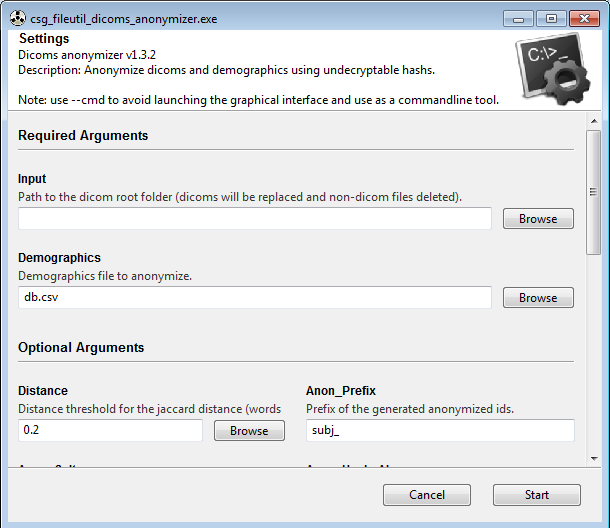 csg_fileutil_dicoms_anonymizer.exe
Settings
Dicoms anonymizer v1.3.2
Description: Anonymize dicoms and demographics using undecryptable hashs.
Note: use --cmd to avoid launching the graphical interface and use as a commandline tool.
C:\>_
Required Arguments
Input
Path to the dicom root folder (dicoms will be replaced and non-dicom files deleted).
Browse
Demographics
Demographics file to anonymize.
db.csv
Browse
Optional Arguments
Distance
Distance threshold for the jaccard distance (words
0.2
Browse
Anon_Prefix
Prefix of the generated anonymized ids.
subj_
Cancel
Start